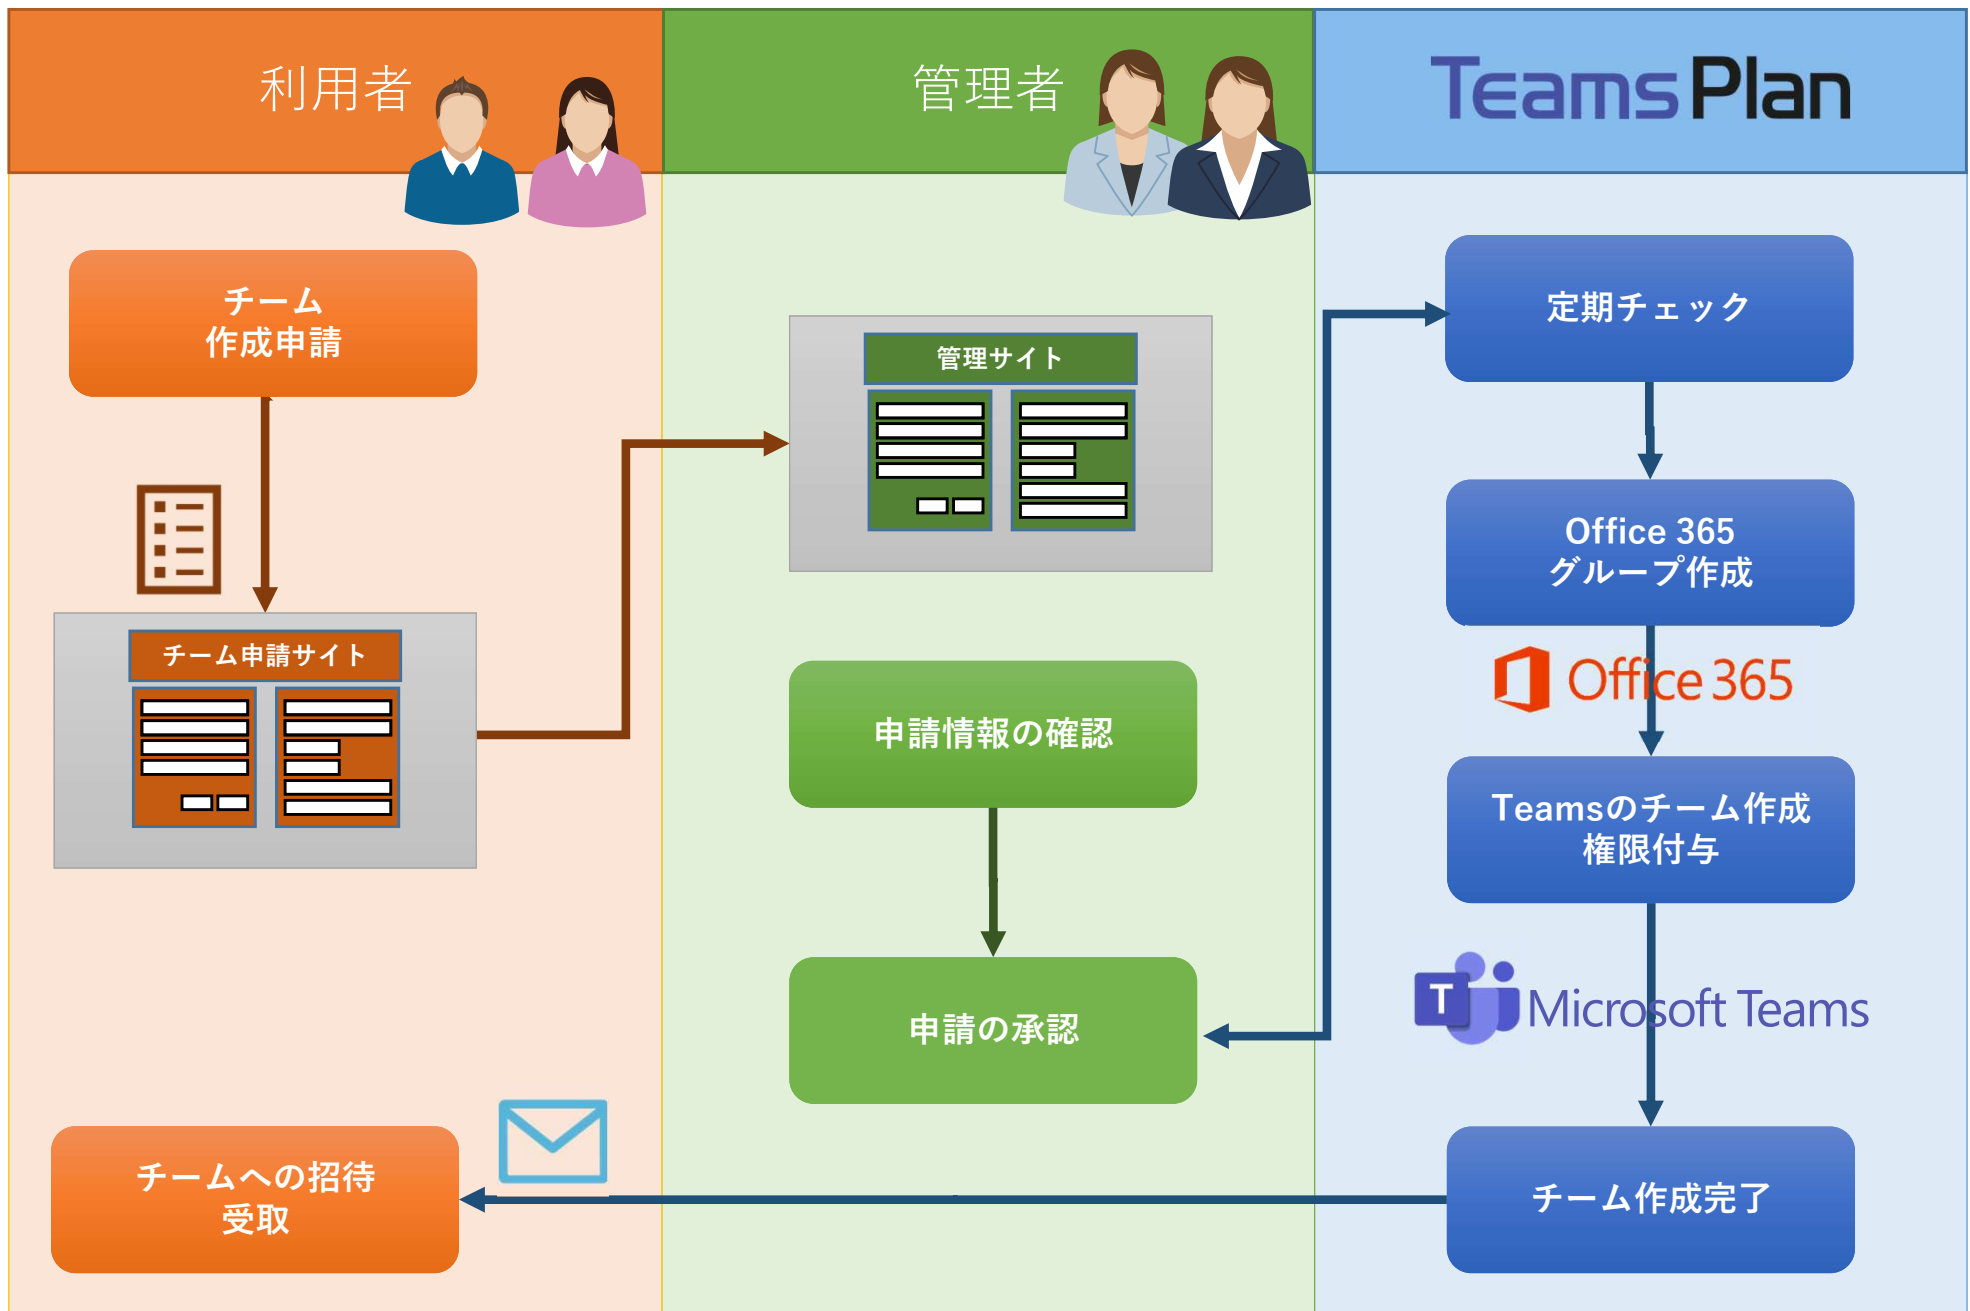 利用者
管理者
Teams Plan
チーム
作成申請
チーム申請サイト
チームへの招待
受取
管理サイト
申請情報の確認
申請の承認
定期チェック
Office 365
グループ作成
Office 365
Teamsのチーム作成
権限付与
T
Microsoft Teams
チーム作成完了